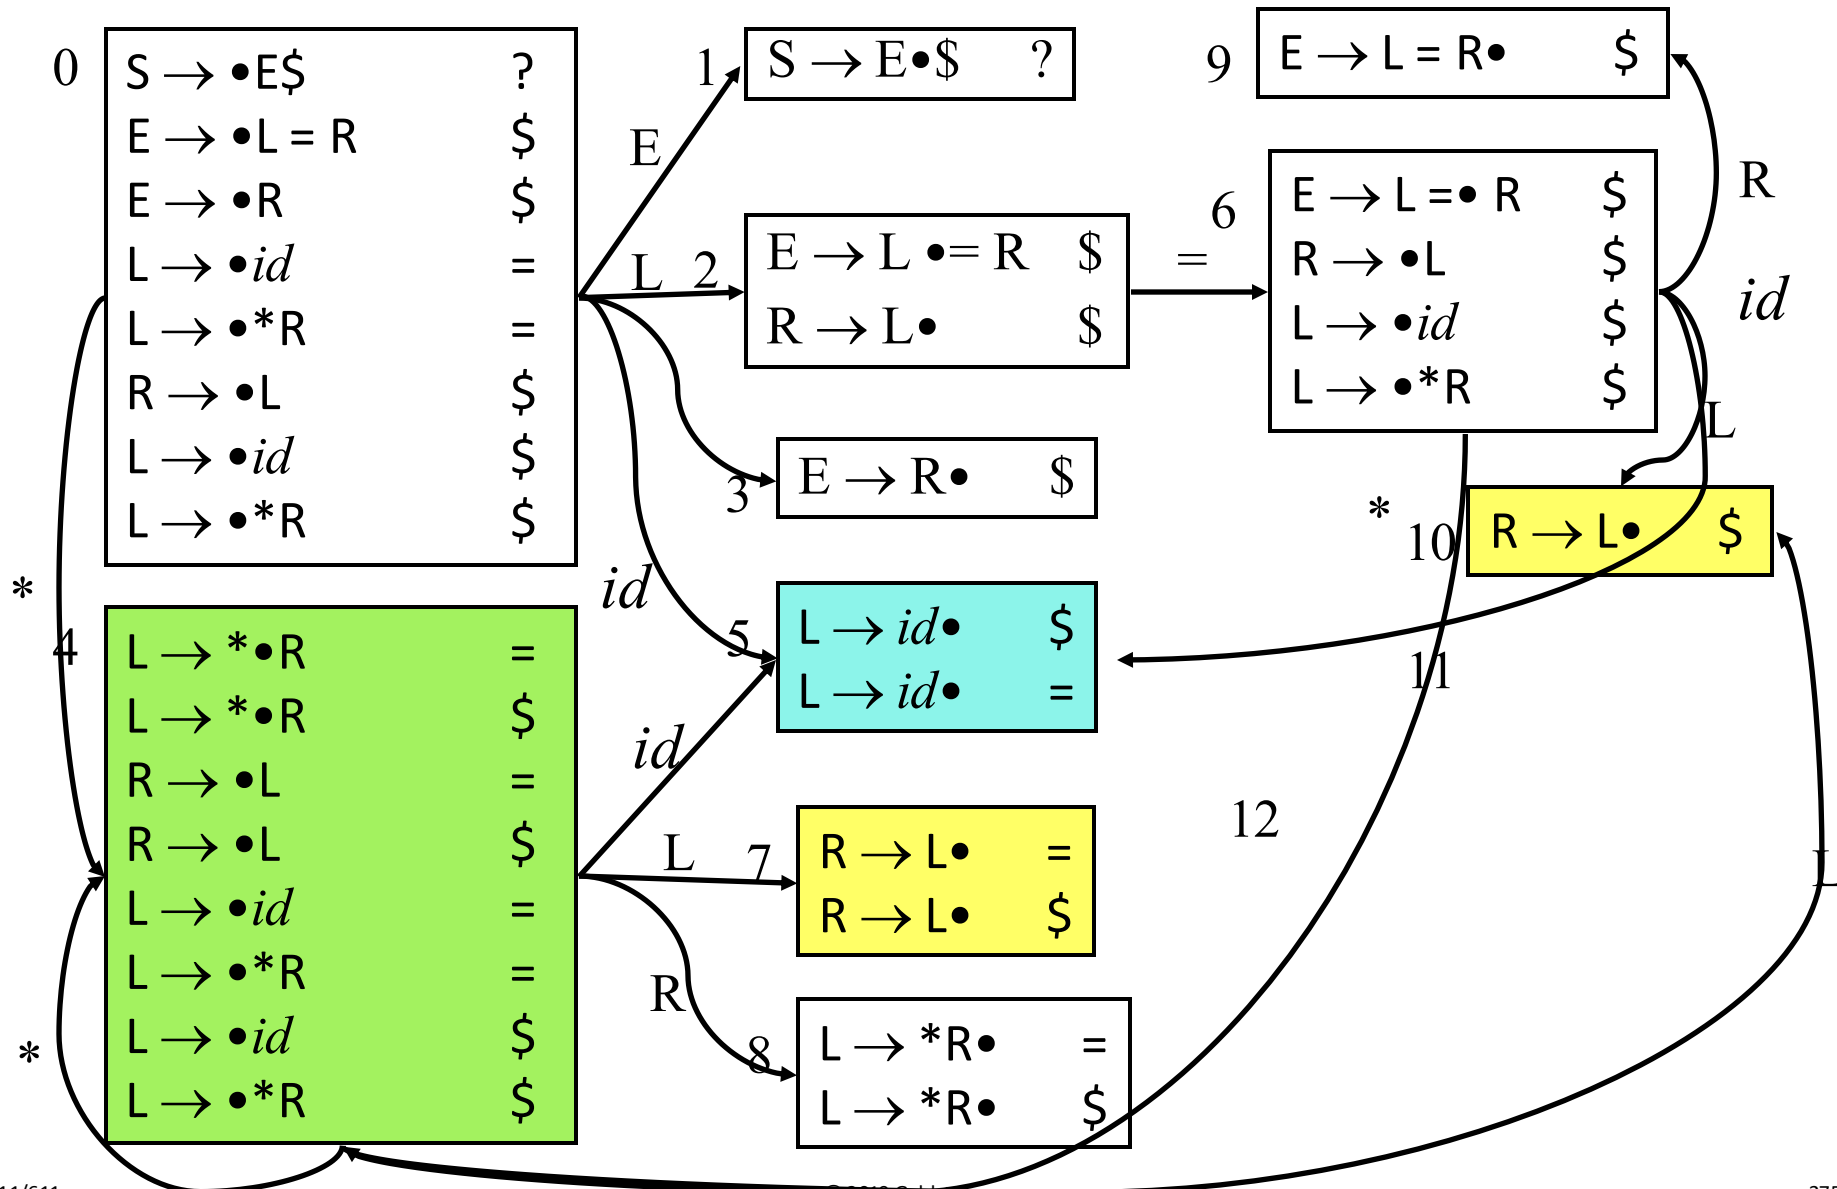 0
S → •E$ ?
E → •L = R $
E → •R $
L → •id =
L → •*R =
R → •L $
L → •id $
L → •*R $
1
S → E•$ ?
E
L
2
E → L •= R $
R → L• $
=
3
E → R• $
id
*
4
L → *•R =
L → *•R $
R → •L =
R → •L $
L → •id =
L → •*R =
L → •id $
L → •*R $
*
5
L → id• $
L → id• =
id
L
7
R → L• =
R → L• $
R
8
L → *R• =
L → *R• $
9
E → L = R• $
6
E → L =• R $
R → •L $
L → •id $
L → •*R $
R
id
L
*
10
R → L• $
11
12
L